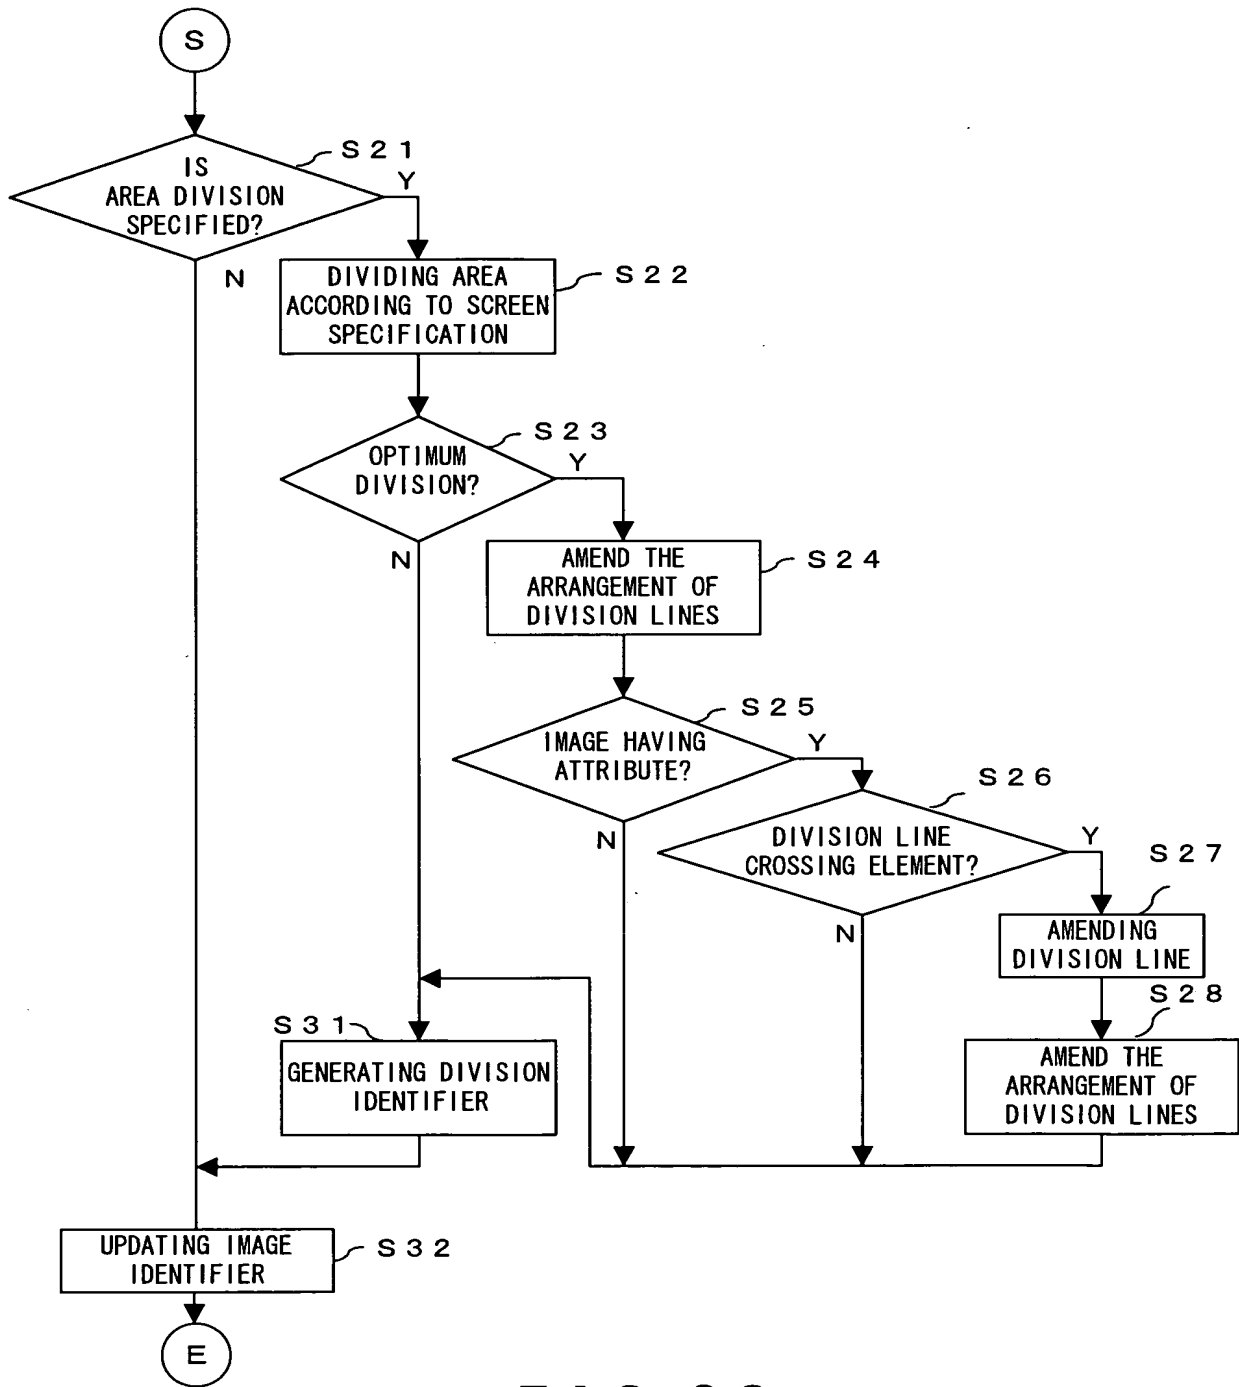 S
S21
IS
AREA DIVISION
SPECIFIED?
Y
N
DIVIDING AREA
ACCORDING TO SCREEN
SPECIFICATION
S22
S23
OPTIMUM
DIVISION?
Y
N
AMEND THE
ARRANGEMENT OF
DIVISION LINES
S24
S25
IMAGE HAVING
ATTRIBUTE?
Y
N
S26
DIVISION LINE
CROSSING ELEMENT?
Y
N
S27
AMENDING
DIVISION LINE
S28
AMEND THE
ARRANGEMENT OF
DIVISION LINES
S31
GENERATING DIVISION
IDENTIFIER
UPDATING IMAGE
IDENTIFIER
S32
E